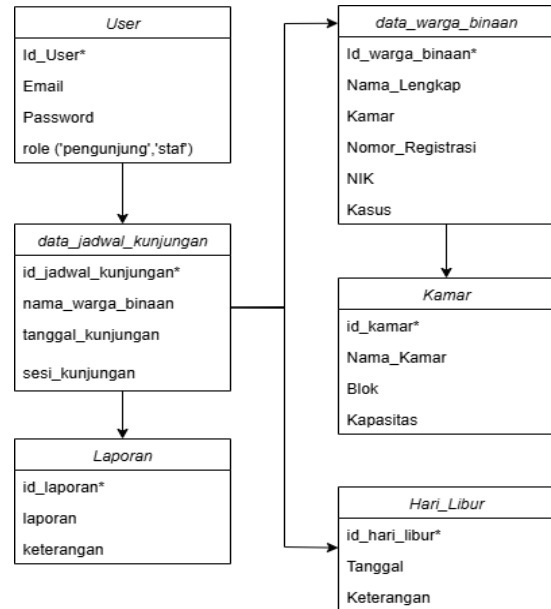 User
Id_User*
Email
Password
role ('pengunjung','staf')
data_jadwal_kunjungan
id_jadwal_kunjungan*
nama_warga_binaan
tanggal_kunjungan
sesi_kunjungan
Laporan
id_laporan*
laporan
keterangan
data_warga_binaan
Id_warga_binaan*
Nama_Lengkap
Kamar
Nomor_Registrasi
NIK
Kasus
Kamar
id_kamar*
Nama_Kamar
Blok
Kapasitas
Hari_Libur
id_hari_libur*
Tanggal
Keterangan